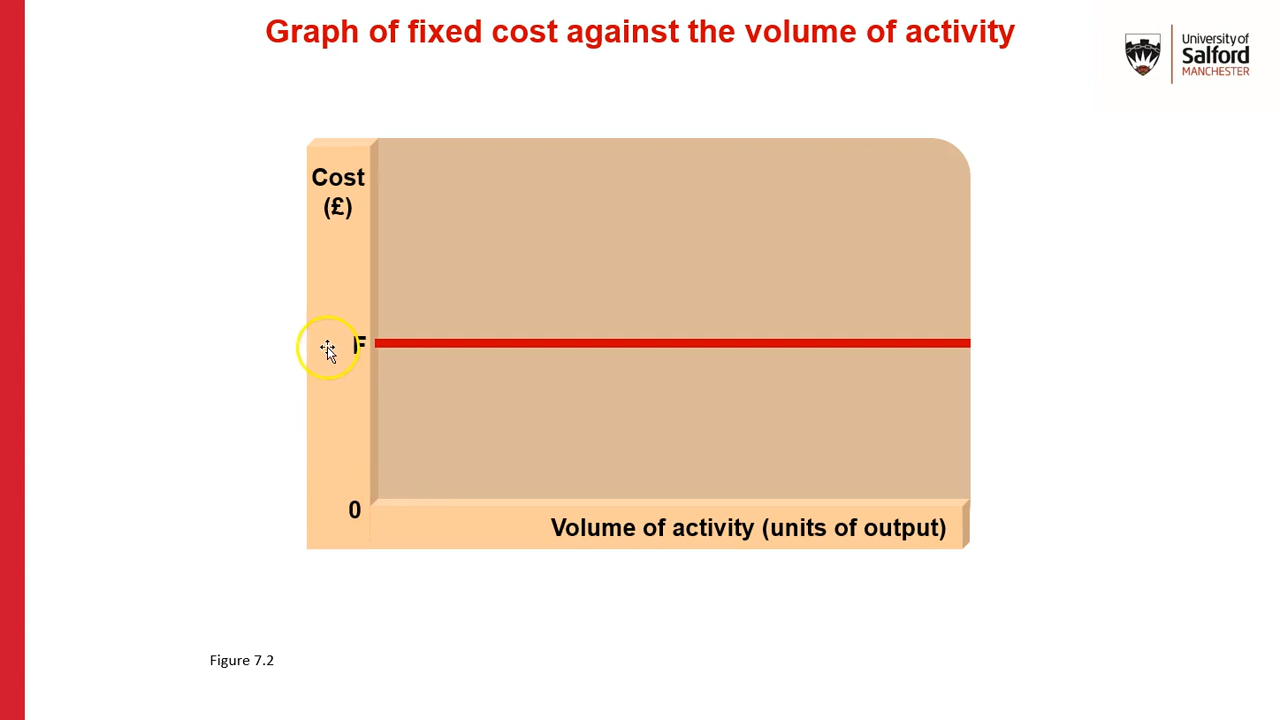 Graph of fixed cost against the volume of activity
University of
Salford
MANCHESTER
Cost
(£)
F
0
Volume of activity (units of output)
Figure 7.2